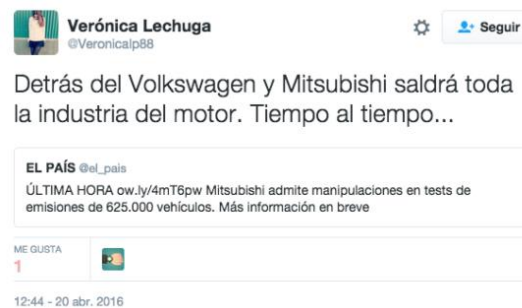 Verónica Lechuga
@Veronicalp88
Seguir
Detrás del Volkswagen y Mitsubishi saldrá toda
la industria del motor. Tiempo al tiempo...
EL PAÍS @el_pais
ÚLTIMA HORA ow.ly/4mT6pw Mitsubishi admite manipulaciones en tests de
emisiones de 625.000 vehículos. Más información en breve
ME GUSTA
1
12:44 - 20 abr. 2016